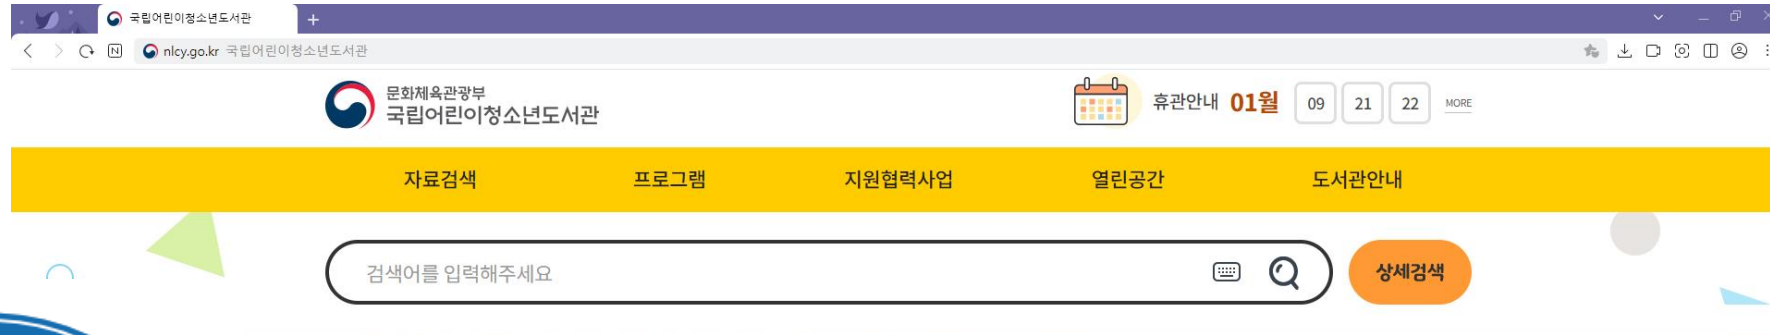 국립어린이청소년도서관
N nlcy.go.kr 국립어린이청소년도서관
문화체육관광부
국립어린이청소년도서관
휴관안내 01월 09 21 22 MORE
자료검색 프로그램 지원협력사업 열린공간 도서관안내
검색어를 입력해주세요
상세검색